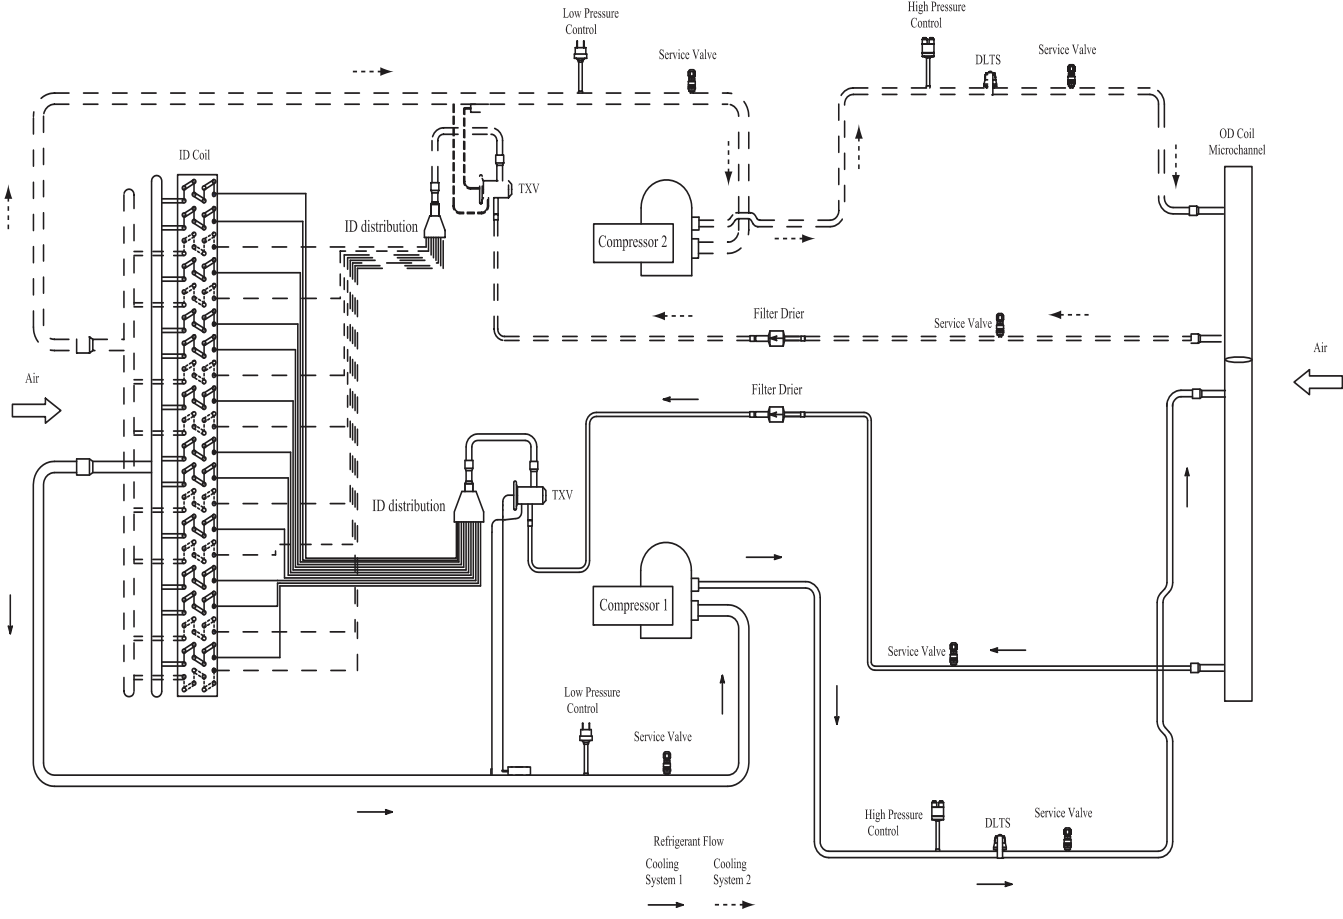 Low Pressure
Control
Service Valve
High Pressure
Control
DLTS
Service Valve
OD Coil
Microchannel
ID Coil
TXV
ID distribution
Compressor 2
Filter Drier
Service Valve
Air
Air
Filter Drier
ID distribution
TXV
Compressor 1
Service Valve
Low Pressure
Control
Service Valve
High Pressure
Control
DLTS
Service Valve
Refrigerant Flow
Cooling
System 1
Cooling
System 2